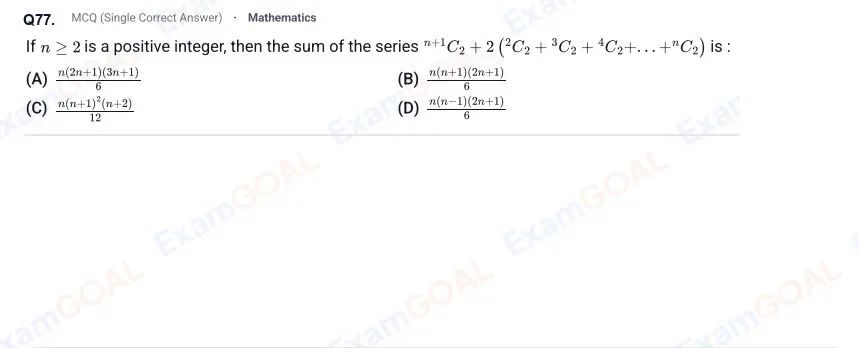 Q77. MCQ (Single Correct Answer) · Mathematics
If n ≥ 2 is a positive integer, then the sum of the series ⁿ⁺¹C₂ + 2 (²C₂ + ³C₂ + ⁴C₂+. . . +ⁿC₂) is :
(A) n(2n+1)(3n+1)/6 (B) n(n+1)(2n+1)/6
(C) n(n+1)²(n+2)/12 (D) n(n−1)(2n+1)/6
ExamGOAL
ExamGOAL
ExamGOAL
ExamGOAL